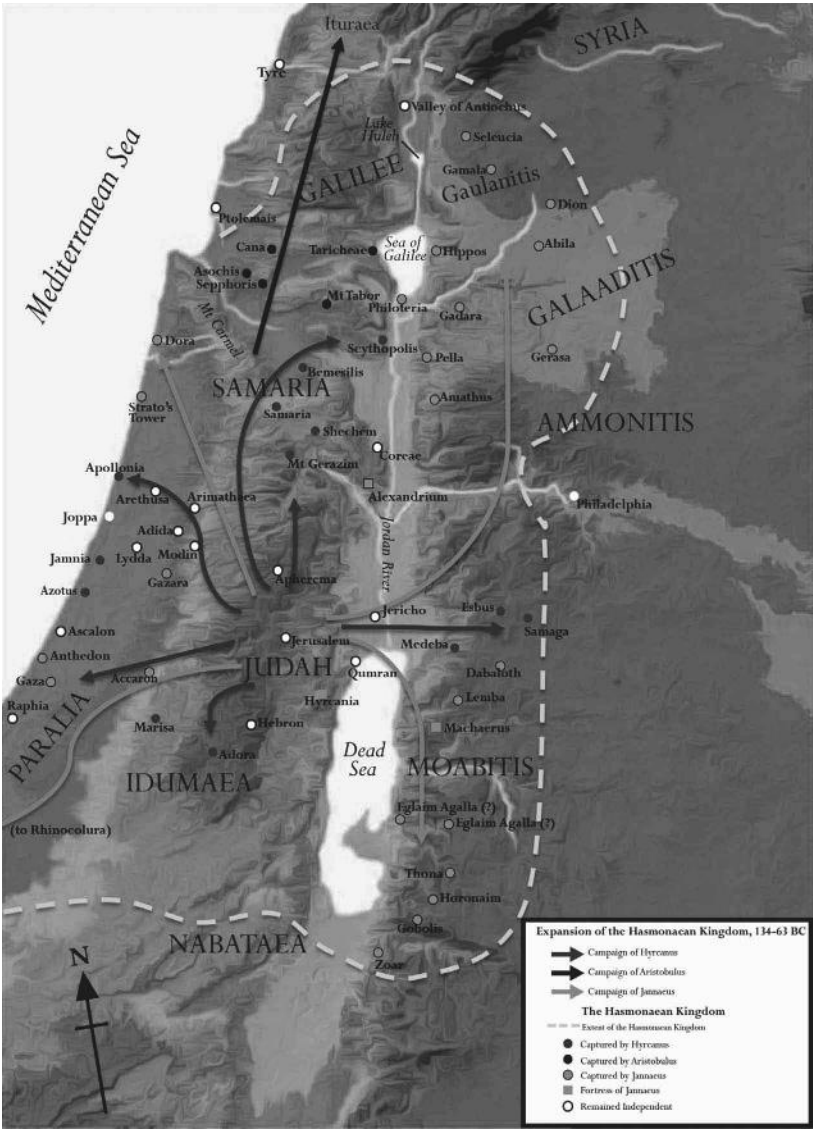 Ituraea
SYRIA
Tyre
Valley of Antiochus
Lake
Huleh
Seleucia
Mediterranean Sea
GALILEE
Gamala
Gaulanitis
Dion
Ptolemais
Cana
Taricheae
Sea of
Galilee
Hippos
Abila
Asochis
Sepphoris
GALAADITIS
Mt Tabor
Philoteria
Gadara
Mt Carmel
Dora
Scythopolis
Pella
Gerasa
Bemesilis
SAMARIA
Strato's
Tower
Samaria
Amathus
AMMONITIS
Shechem
Coreae
Mt Gerazim
Apollonia
Arethusa
Arimathaea
Alexandrium
Philadelphia
Joppa
Adida
Lydda
Modin
Jordan River
Jamnia
Gazara
Apherema
Azotus
Jericho
Esbus
Samaga
Ascalon
Jerusalem
Medeba
Anthedon
JUDAH
Qumran
Dabaloth
Gaza
Accaron
Hyrcania
Lemba
Raphia
PARALIA
Marisa
Hebron
Machaerus
Adora
Dead
Sea
MOABITIS
IDUMAEA
(to Rhinocolura)
Eglaim Agalla (?)
Eglaim Agalla (?)
Thona
Horonaim
Gobolis
NABATAEA
Zoar
N
Expansion of the Hasmonaean Kingdom, 134-63 BC
Campaign of Hyrcanus
Campaign of Aristobulus
Campaign of Jannaeus
The Hasmonaean Kingdom
Extent of the Hasmonaean Kingdom
Captured by Hyrcanus
Captured by Aristobulus
Captured by Jannaeus
Fortress of Jannaeus
Remained Independent